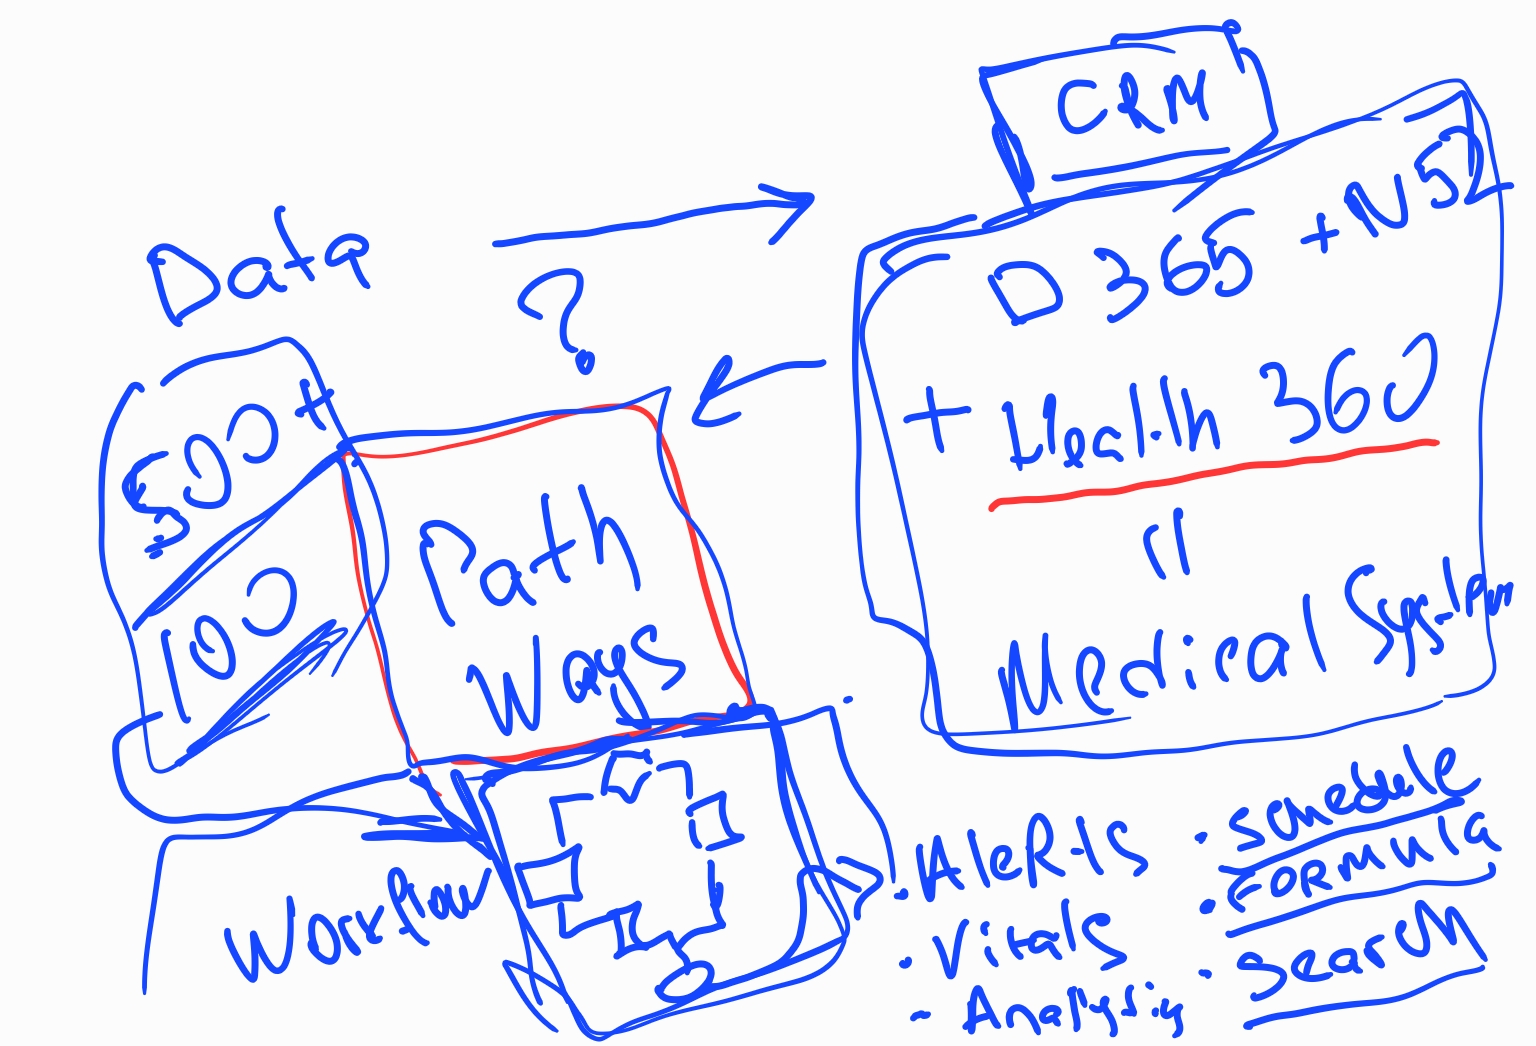 CRM
Data
?
D 365 + N52
+ Health 360
11
Medical System
500+
100
Path
Ways
Workflow
. Alerts
. Vitals
. Analysis
. Schedule
. Formula
. Search